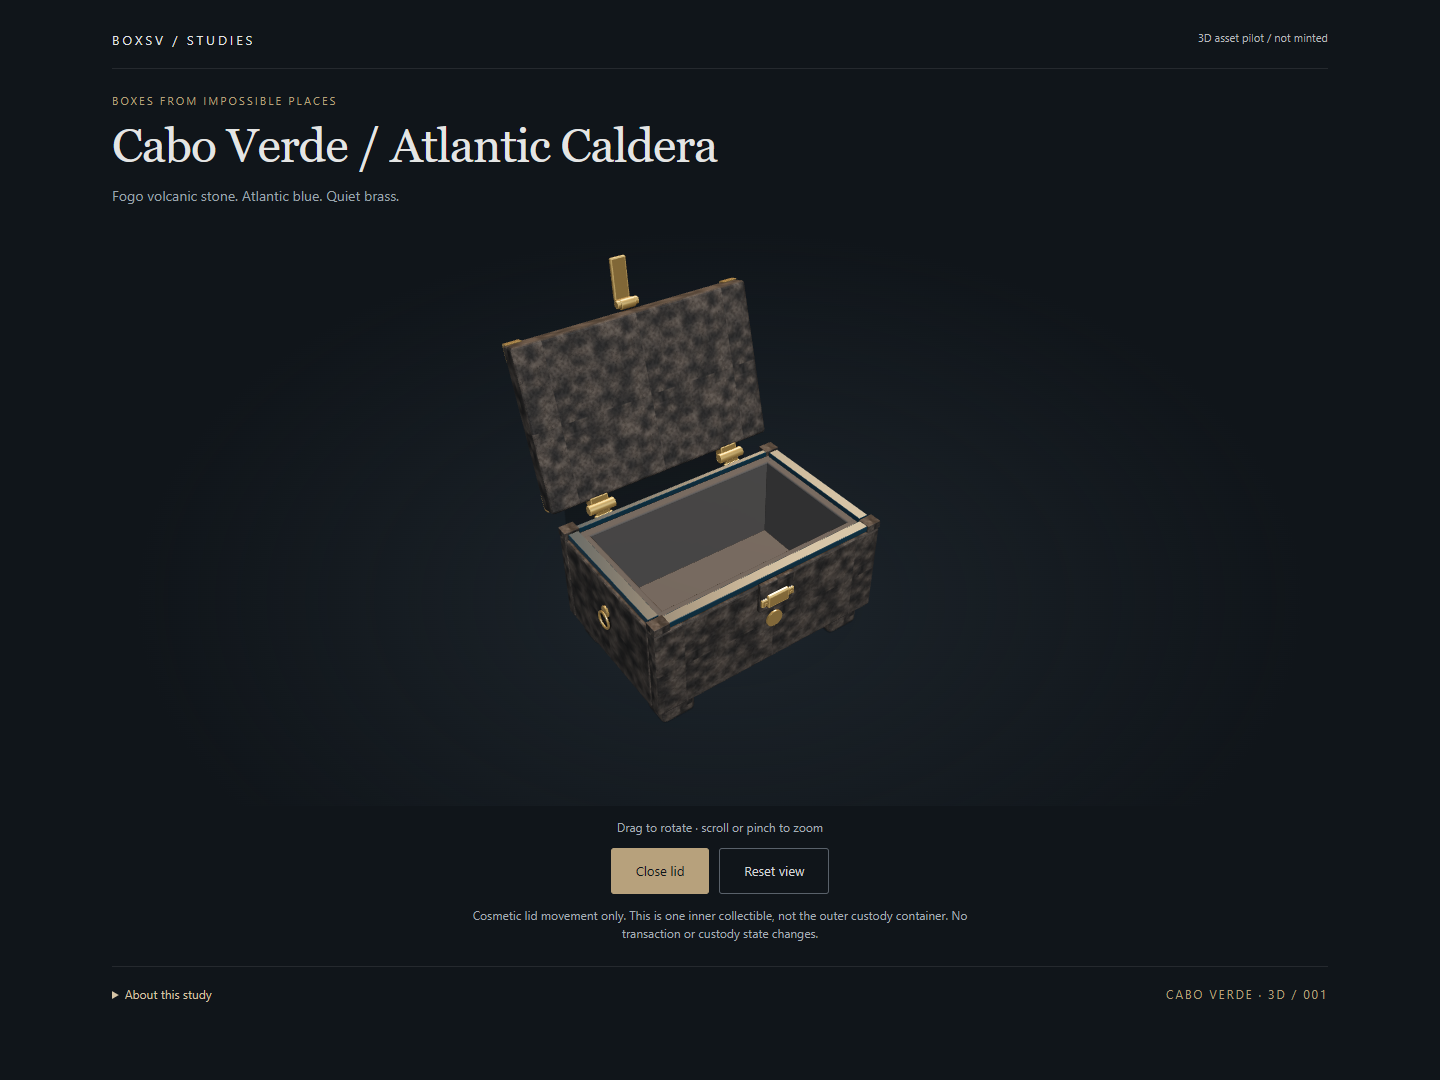 BOXSV / STUDIES
3D asset pilot / not minted
BOXES FROM IMPOSSIBLE PLACES
Cabo Verde / Atlantic Caldera
Fogo volcanic stone. Atlantic blue. Quiet brass.
Drag to rotate · scroll or pinch to zoom
Close lid
Reset view
Cosmetic lid movement only. This is one inner collectible, not the outer custody container. No
transaction or custody state changes.
About this study
CABO VERDE · 3D / 001